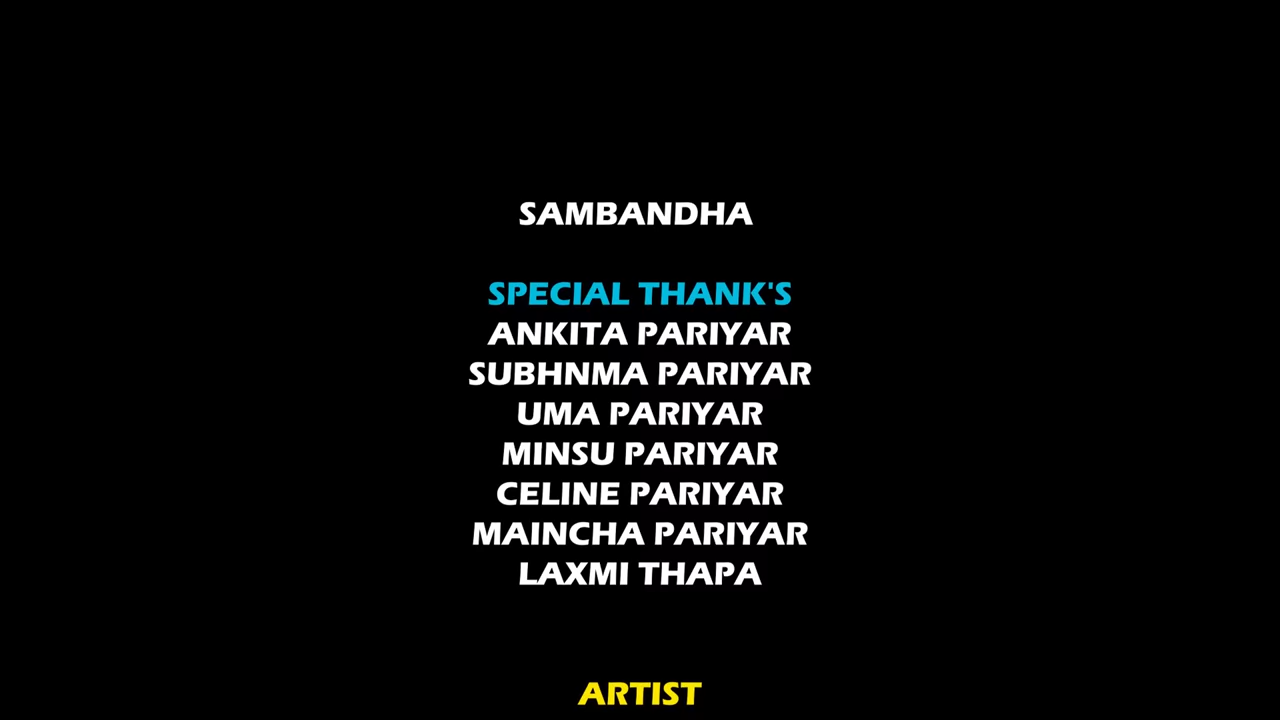 SAMBANDHA
SPECIAL THANK'S
ANKITA PARIYAR
SUBHNMA PARIYAR
UMA PARIYAR
MINSU PARIYAR
CELINE PARIYAR
MAINCHA PARIYAR
LAXMI THAPA
ARTIST